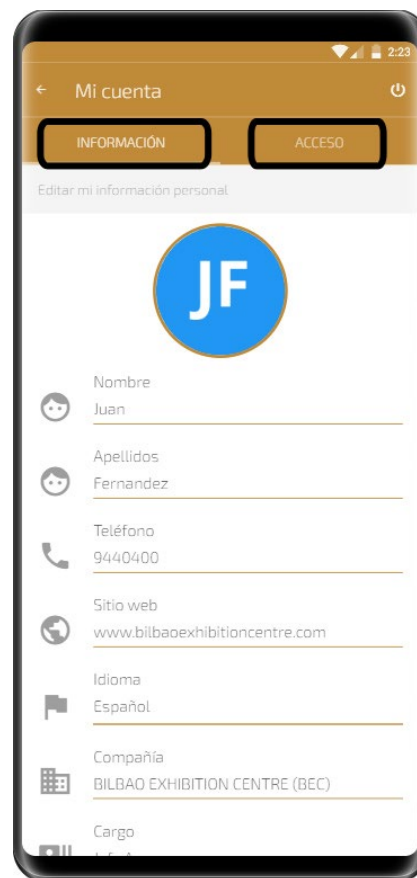 2:23
Mi cuenta
INFORMACIÓN ACCESO
Editar mi información personal
JF
Nombre
Juan
Apellidos
Fernandez
Teléfono
9440400
Sitio web
www.bilbaoexhibitioncentre.com
Idioma
Español
Compañía
BILBAO EXHIBITION CENTRE (BEC)
Cargo